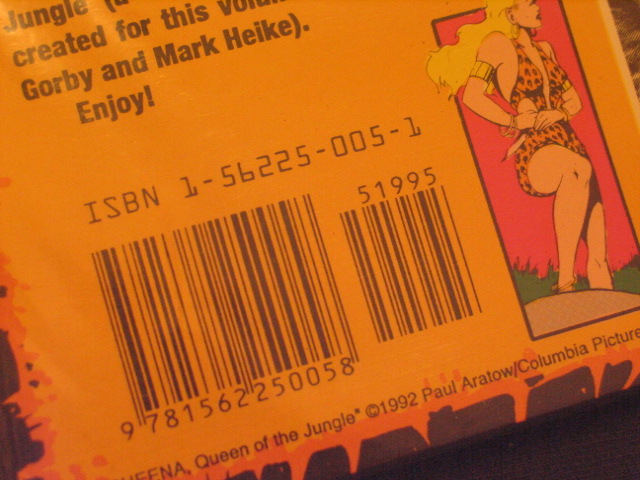 Jungle (a
created for this volum
Gorby and Mark Heike).
Enjoy!
ISBN 1-56225-005-1
51995
9 781562 250058
HEENA, Queen of the Jungle* ©1992 Paul Aratow/Columbia Picture